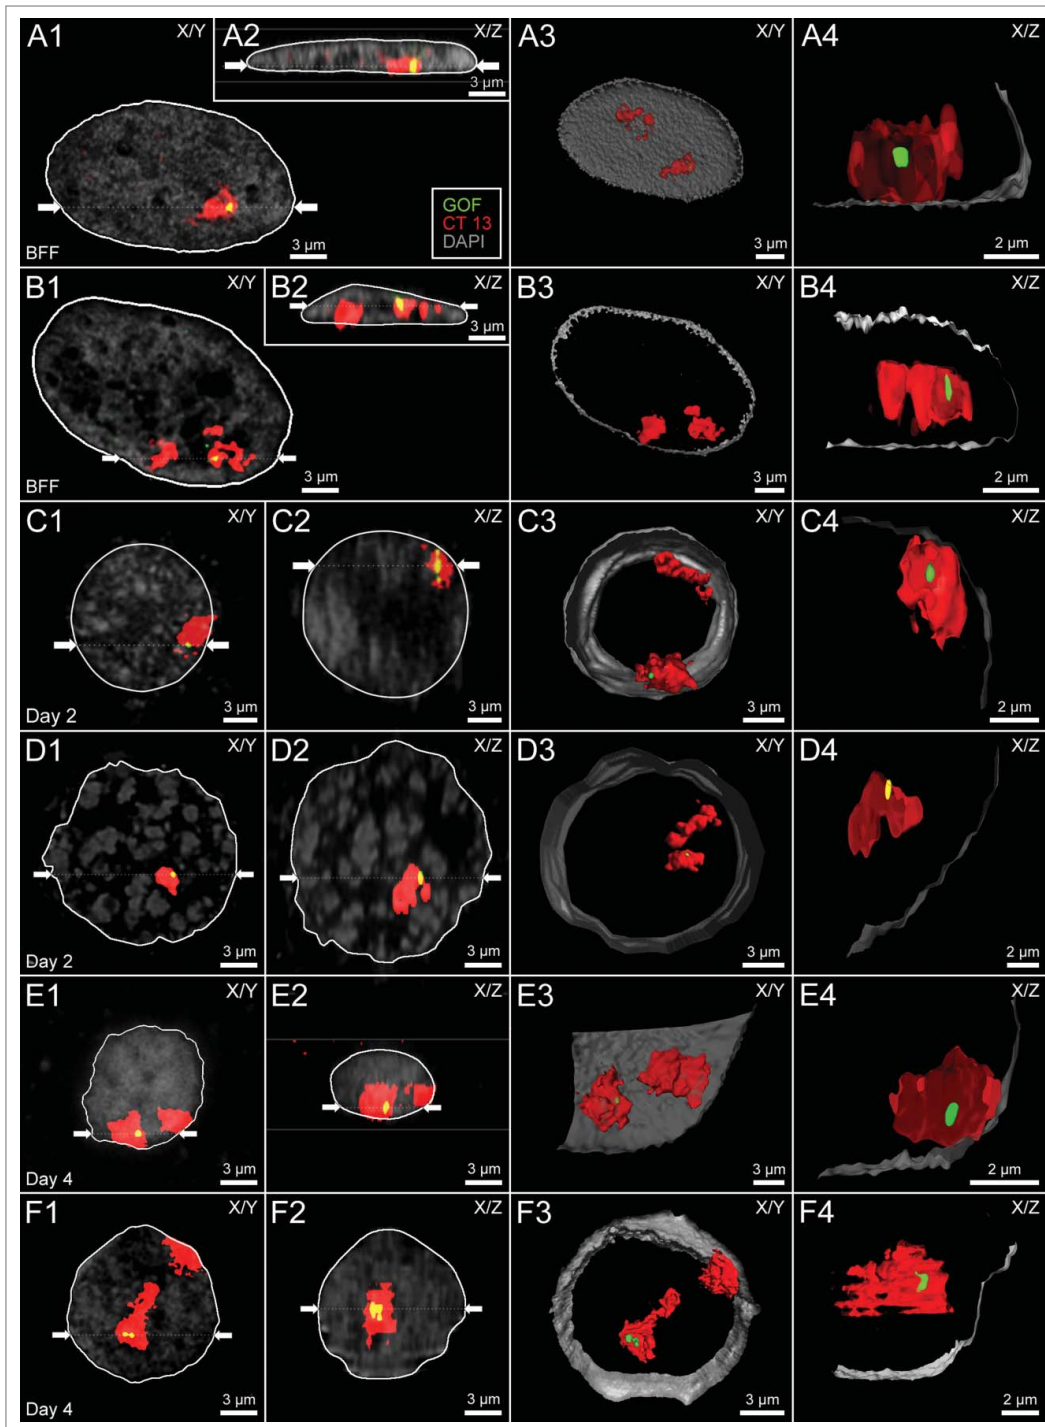 A1 X/Y A2 X/Z A3 X/Y A4 X/Z
3 µm
GOF
CT 13
DAPI
BFF 3 µm 3 µm 2 µm
B1 X/Y B2 X/Z B3 X/Y B4 X/Z
3 µm
BFF 3 µm 3 µm 2 µm
C1 X/Y C2 X/Z C3 X/Y C4 X/Z
Day 2 3 µm 3 µm 3 µm 2 µm
D1 X/Y D2 X/Z D3 X/Y D4 X/Z
Day 2 3 µm 3 µm 3 µm 2 µm
E1 X/Y E2 X/Z E3 X/Y E4 X/Z
Day 4 3 µm 3 µm 3 µm 2 µm
F1 X/Y F2 X/Z F3 X/Y F4 X/Z
Day 4 3 µm 3 µm 3 µm 2 µm